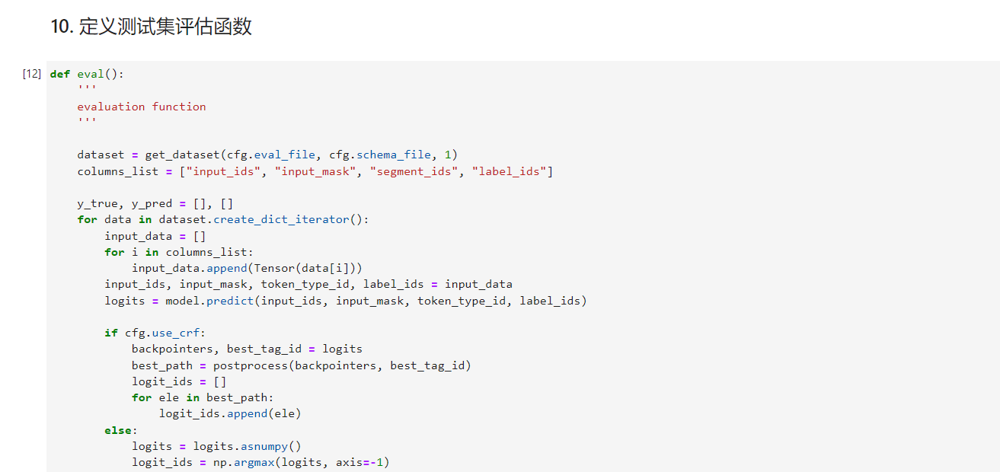 10. 定义测试集评估函数
[12] def eval():
    '''
    evaluation function
    '''
    dataset = get_dataset(cfg.eval_file, cfg.schema_file, 1)
    columns_list = ["input_ids", "input_mask", "segment_ids", "label_ids"]
    y_true, y_pred = [], []
    for data in dataset.create_dict_iterator():
        input_data = []
        for i in columns_list:
            input_data.append(Tensor(data[i]))
        input_ids, input_mask, token_type_id, label_ids = input_data
        logits = model.predict(input_ids, input_mask, token_type_id, label_ids)
        if cfg.use_crf:
            backpointers, best_tag_id = logits
            best_path = postprocess(backpointers, best_tag_id)
            logit_ids = []
            for ele in best_path:
                logit_ids.append(ele)
        else:
            logits = logits.asnumpy()
            logit_ids = np.argmax(logits, axis=-1)